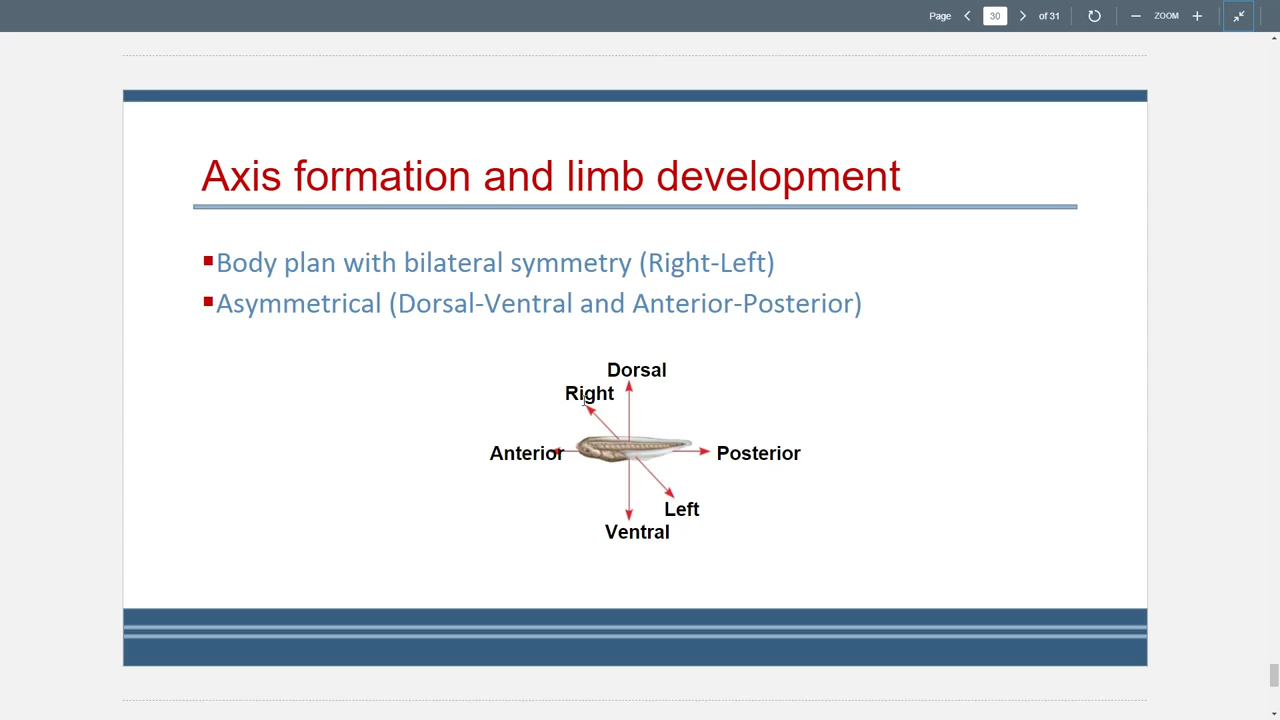 Page 30 of 31 ZOOM
Axis formation and limb development
Body plan with bilateral symmetry (Right-Left)
Asymmetrical (Dorsal-Ventral and Anterior-Posterior)
Dorsal
Right
Anterior
Posterior
Left
Ventral